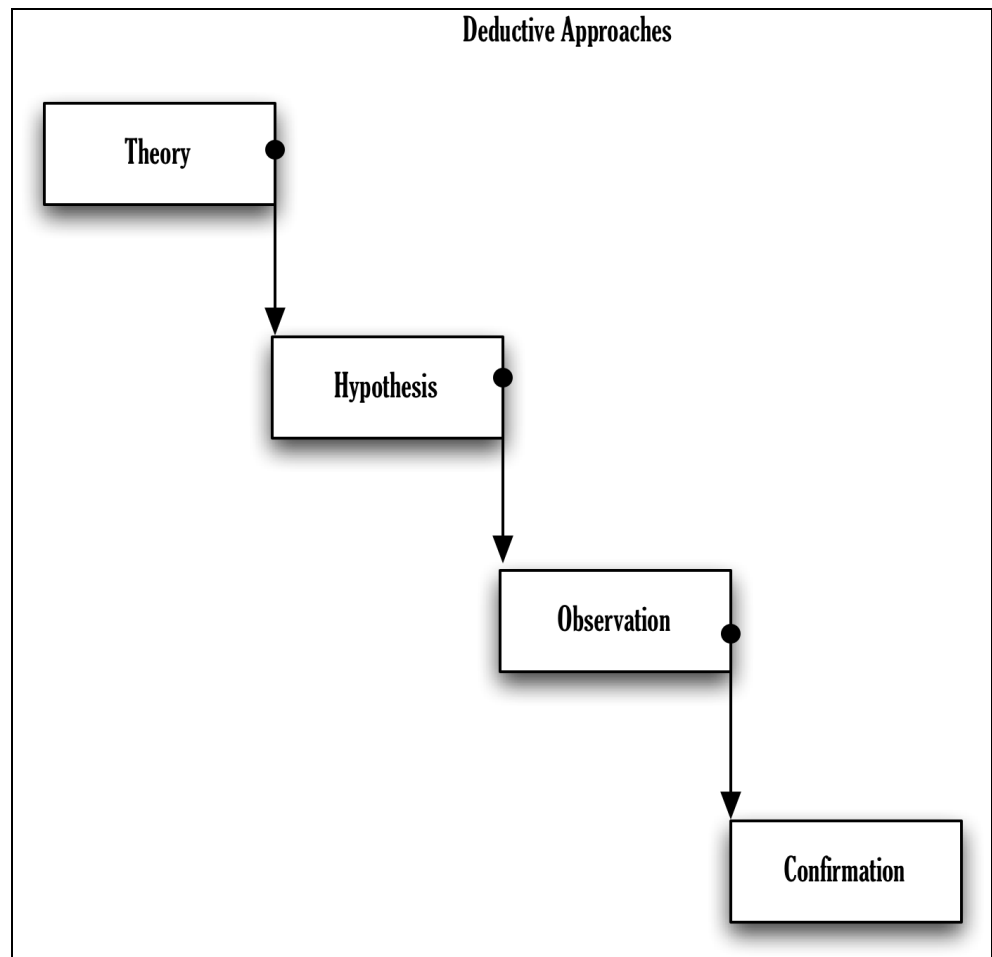 Deductive Approaches
Theory
Hypothesis
Observation
Confirmation